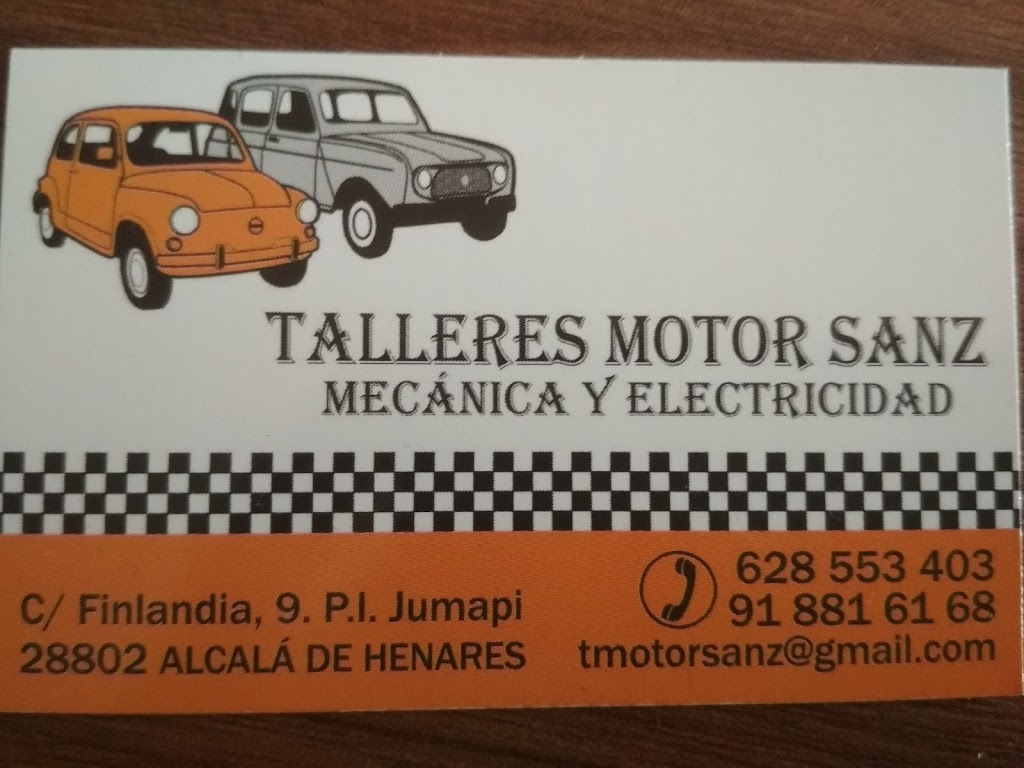 TALLERES MOTOR SANZ
MECÁNICA Y ELECTRICIDAD
C/ Finlandia, 9. P.I. Jumapi
28802 ALCALÁ DE HENARES
628 553 403
91 881 61 68
tmotorsanz@gmail.com